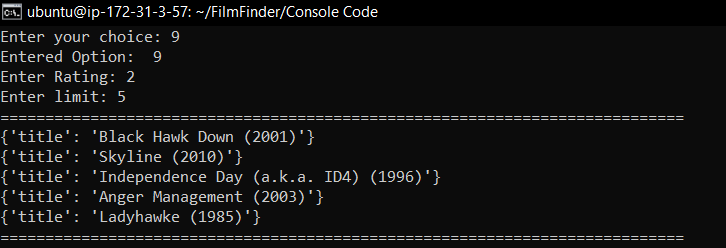 C:\. ubuntu@ip-172-31-3-57: ~/FilmFinder/Console Code
Enter your choice: 9
Entered Option:  9
Enter Rating: 2
Enter limit: 5
============================================================================
{'title': 'Black Hawk Down (2001)'}
{'title': 'Skyline (2010)'}
{'title': 'Independence Day (a.k.a. ID4) (1996)'}
{'title': 'Anger Management (2003)'}
{'title': 'Ladyhawke (1985)'}
============================================================================